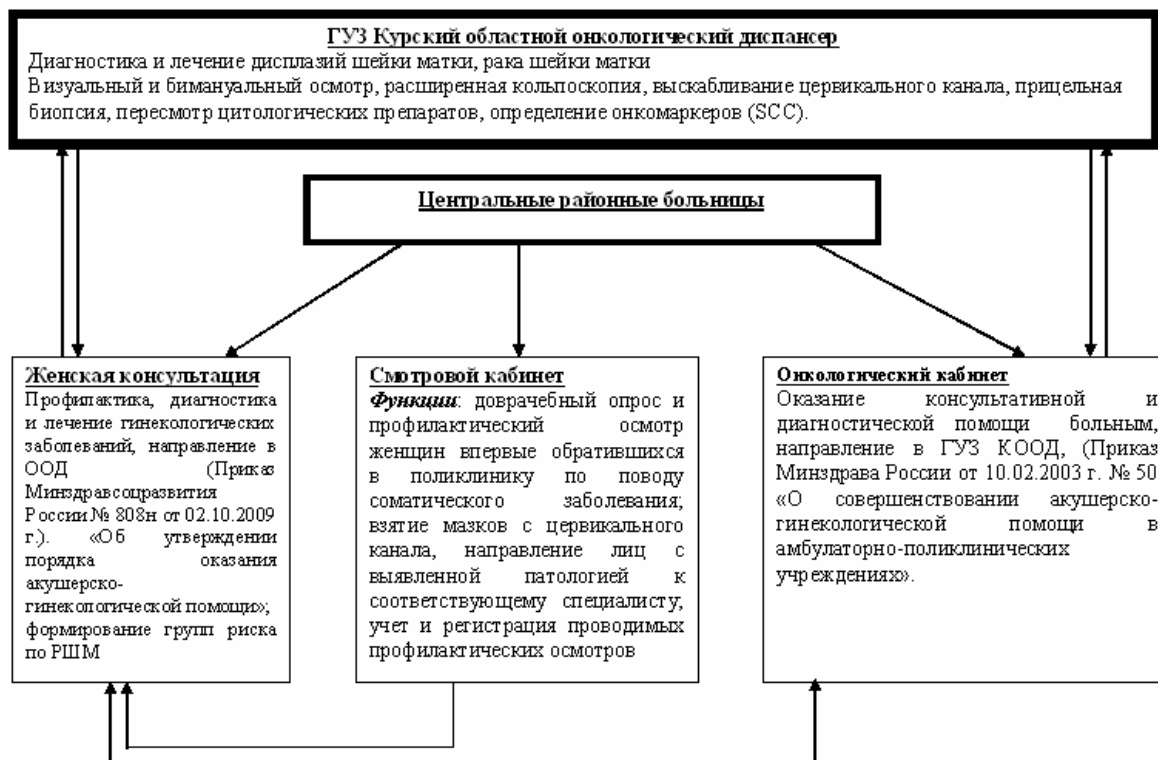 ГУЗ Курский областной онкологический диспансер
Диагностика и лечение дисплазий шейки матки, рака шейки матки
Визуальный и бимануальный осмотр, расширенная кольпоскопия, выскабливание цервикального канала, прицельная
биопсия, пересмотр цитологических препаратов, определение онкомаркеров (SCC).
Центральные районные больницы
Женская консультация
Профилактика, диагностика
и лечение гинекологических
заболеваний, направление в
ООД (Приказ
Минздравсоцразвития
России № 808н от 02.10.2009
г.). «Об утверждении
порядка оказания
акушерско-
гинекологической помощи»;
формирование групп риска
по РШМ
Смотровой кабинет
Функции: доврачебный опрос и
профилактический осмотр
женщин впервые обратившихся
в поликлинику по поводу
соматического заболевания;
взятие мазков с цервикального
канала, направление лиц с
выявленной патологией к
соответствующему специалисту;
учет и регистрация проводимых
профилактических осмотров
Онкологический кабинет
Оказание консультативной и
диагностической помощи больным,
направление в ГУЗ КООД, (Приказ
Минздрава России от 10.02.2003 г. № 50
«О совершенствовании акушерско-
гинекологической помощи в
амбулаторно-поликлинических
учреждениях».